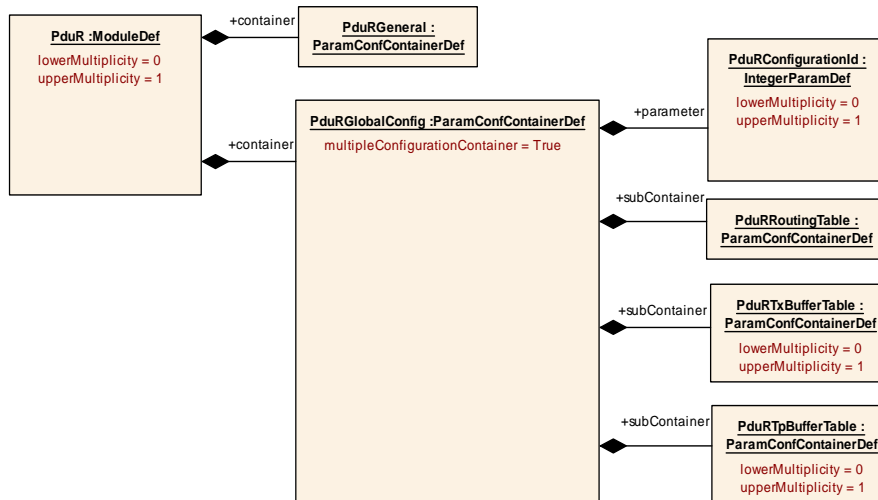 PduR :ModuleDef
lowerMultiplicity = 0
upperMultiplicity = 1
+container
PduRGeneral :
ParamConfContainerDef
+container
PduRGlobalConfig :ParamConfContainerDef
multipleConfigurationContainer = True
+parameter
PduRConfigurationId :
IntegerParamDef
lowerMultiplicity = 0
upperMultiplicity = 1
+subContainer
PduRRoutingTable :
ParamConfContainerDef
+subContainer
PduRTxBufferTable :
ParamConfContainerDef
lowerMultiplicity = 0
upperMultiplicity = 1
+subContainer
PduRTpBufferTable :
ParamConfContainerDef
lowerMultiplicity = 0
upperMultiplicity = 1